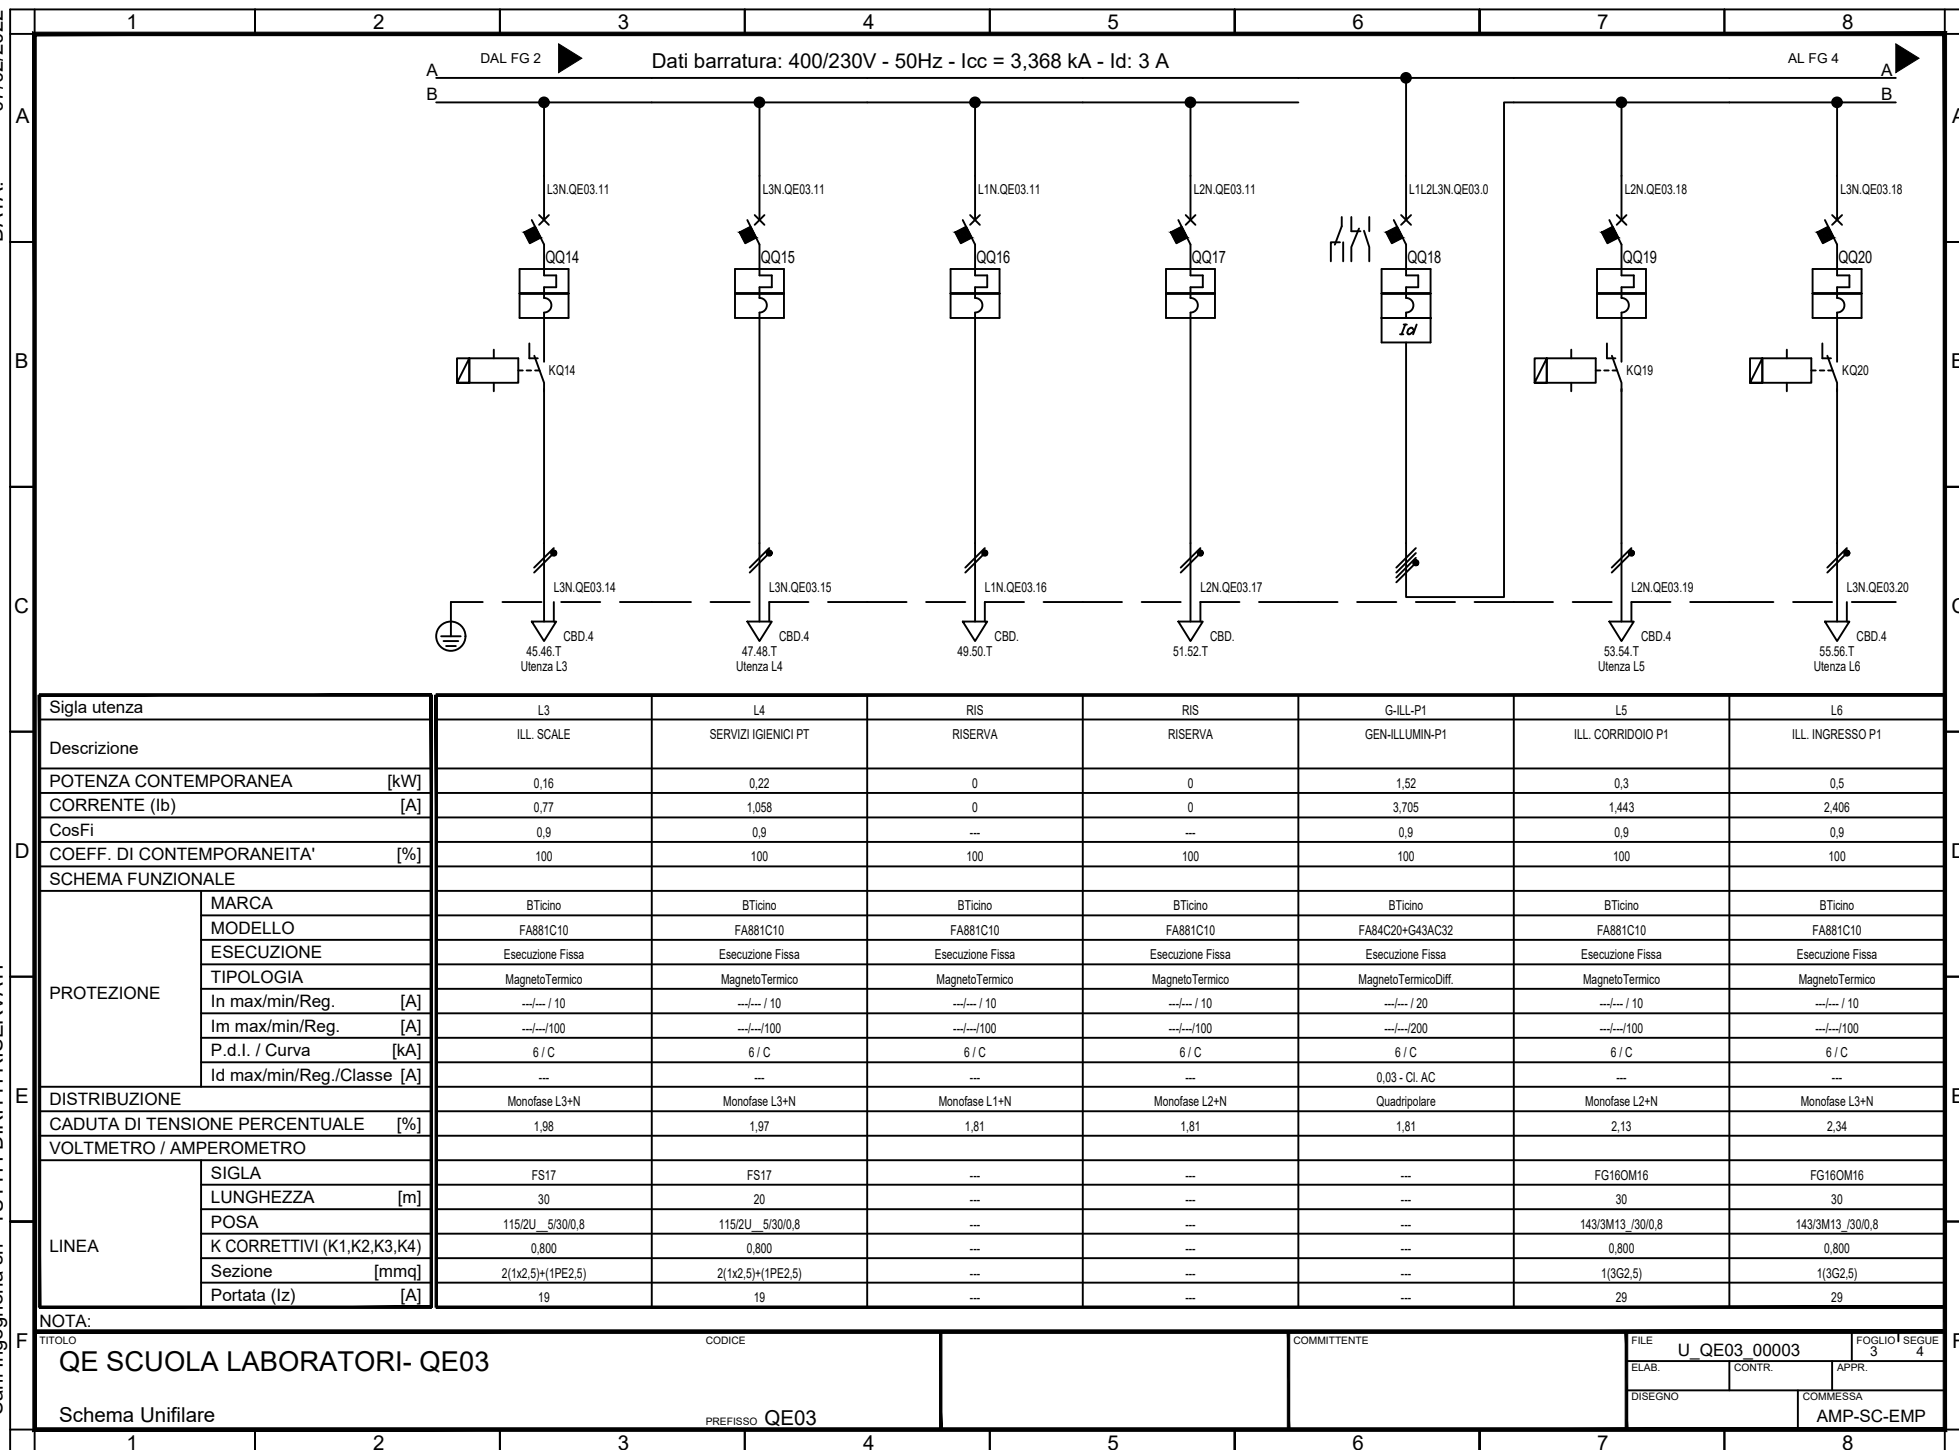 1 2 3 4 5 6 7 8
DAL FG 2 Dati barratura: 400/230V - 50Hz - Icc = 3,368 kA - Id: 3 A AL FG 4
A A
B B
A
L3N.QE03.11 L3N.QE03.11 L1N.QE03.11 L2N.QE03.11 L1L2L3N.QE03.0 L2N.QE03.18 L3N.QE03.18
QQ14 QQ15 QQ16 QQ17 QQ18 QQ19 QQ20
Id
B
KQ14 KQ19 KQ20
L3N.QE03.14 L3N.QE03.15 L1N.QE03.16 L2N.QE03.17 L2N.QE03.19 L3N.QE03.20
C
CBD.4 CBD.4 CBD. CBD. CBD.4 CBD.4
45.46.T 47.48.T 49.50.T 51.52.T 53.54.T 55.56.T
Utenza L3 Utenza L4 Utenza L5 Utenza L6
Sigla utenza L3 L4 RIS RIS G-ILL-P1 L5 L6
Descrizione ILL. SCALE SERVIZI IGIENICI PT RISERVA RISERVA GEN-ILLUMIN-P1 ILL. CORRIDOIO P1 ILL. INGRESSO P1
POTENZA CONTEMPORANEA [kW] 0,16 0,22 0 0 1,52 0,3 0,5
CORRENTE (Ib) [A] 0,77 1,058 0 0 3,705 1,443 2,406
CosFi 0,9 0,9 --- --- 0,9 0,9 0,9
D
COEFF. DI CONTEMPORANEITA' [%] 100 100 100 100 100 100 100
SCHEMA FUNZIONALE
PROTEZIONE
MARCA BTicino BTicino BTicino BTicino BTicino BTicino BTicino
MODELLO FA881C10 FA881C10 FA881C10 FA881C10 FA84C20+G43AC32 FA881C10 FA881C10
ESECUZIONE Esecuzione Fissa Esecuzione Fissa Esecuzione Fissa Esecuzione Fissa Esecuzione Fissa Esecuzione Fissa Esecuzione Fissa
TIPOLOGIA MagnetoTermico MagnetoTermico MagnetoTermico MagnetoTermico MagnetoTermicoDiff. MagnetoTermico MagnetoTermico
In max/min/Reg. [A] ---/--- / 10 ---/--- / 10 ---/--- / 10 ---/--- / 10 ---/--- / 20 ---/--- / 10 ---/--- / 10
Im max/min/Reg. [A] ---/---/100 ---/---/100 ---/---/100 ---/---/100 ---/---/200 ---/---/100 ---/---/100
P.d.I. / Curva [kA] 6 / C 6 / C 6 / C 6 / C 6 / C 6 / C 6 / C
Id max/min/Reg./Classe [A] --- --- --- --- 0,03 - Cl. AC --- ---
E
DISTRIBUZIONE Monofase L3+N Monofase L3+N Monofase L1+N Monofase L2+N Quadripolare Monofase L2+N Monofase L3+N
CADUTA DI TENSIONE PERCENTUALE [%] 1,98 1,97 1,81 1,81 1,81 2,13 2,34
VOLTMETRO / AMPEROMETRO
LINEA
SIGLA FS17 FS17 --- --- --- FG16OM16 FG16OM16
LUNGHEZZA [m] 30 20 --- --- --- 30 30
POSA 115/2U__5/30/0,8 115/2U__5/30/0,8 --- --- --- 143/3M13_/30/0,8 143/3M13_/30/0,8
K CORRETTIVI (K1,K2,K3,K4) 0,800 0,800 --- --- --- 0,800 0,800
Sezione [mmq] 2(1x2,5)+(1PE2,5) 2(1x2,5)+(1PE2,5) --- --- --- 1(3G2,5) 1(3G2,5)
Portata (Iz) [A] 19 19 --- --- --- 29 29
NOTA:
F
TITOLO CODICE COMMITTENTE FILE FOGLIO SEGUE
QE SCUOLA LABORATORI- QE03 U_QE03_00003 3 4
ELAB. CONTR. APPR.
DISEGNO COMMESSA
Schema Unifilare PREFISSO QE03 AMP-SC-EMP
1 2 3 4 5 6 7 8